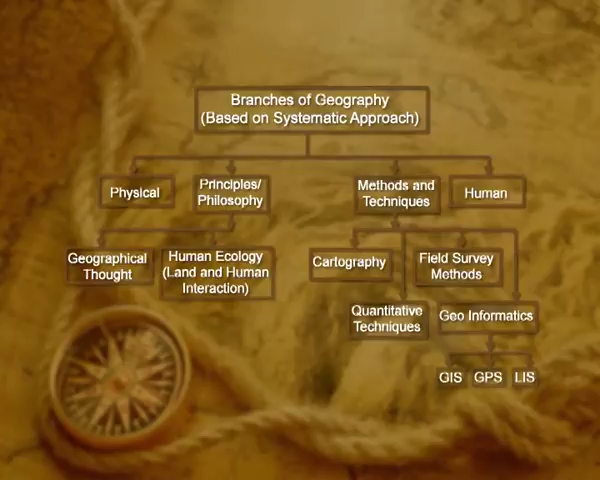 Branches of Geography
(Based on Systematic Approach)
Physical
Principles/
Philosophy
Methods and
Techniques
Human
Geographical
Thought
Human Ecology
(Land and Human
Interaction)
Cartography
Field Survey
Methods
Quantitative
Techniques
Geo Informatics
GIS
GPS
LIS